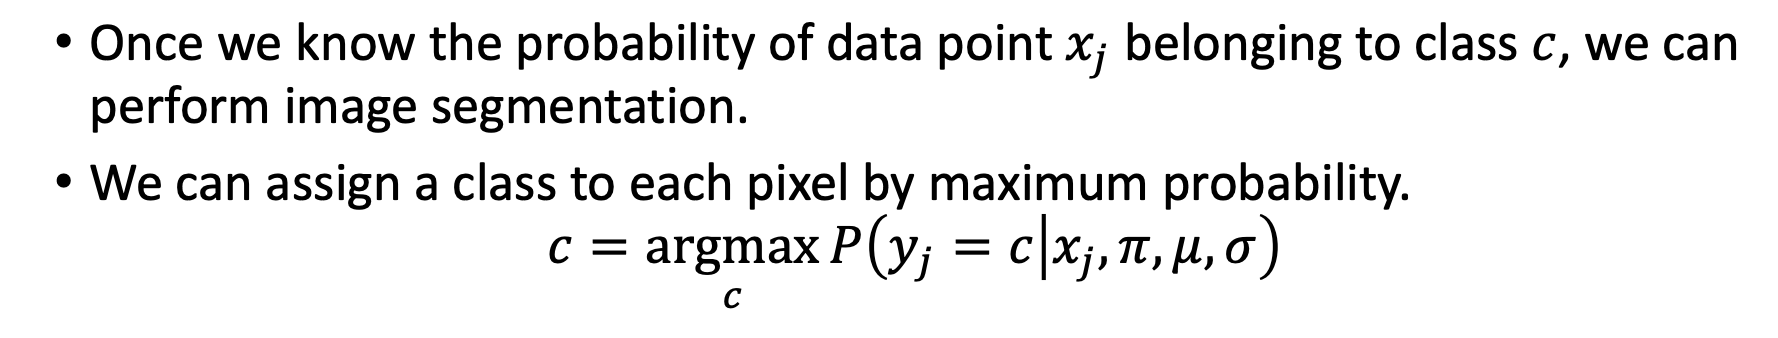 • Once we know the probability of data point xⱼ belonging to class c, we can
perform image segmentation.
• We can assign a class to each pixel by maximum probability.
c = argmax P(yⱼ = c|xⱼ, π, μ, σ)
c